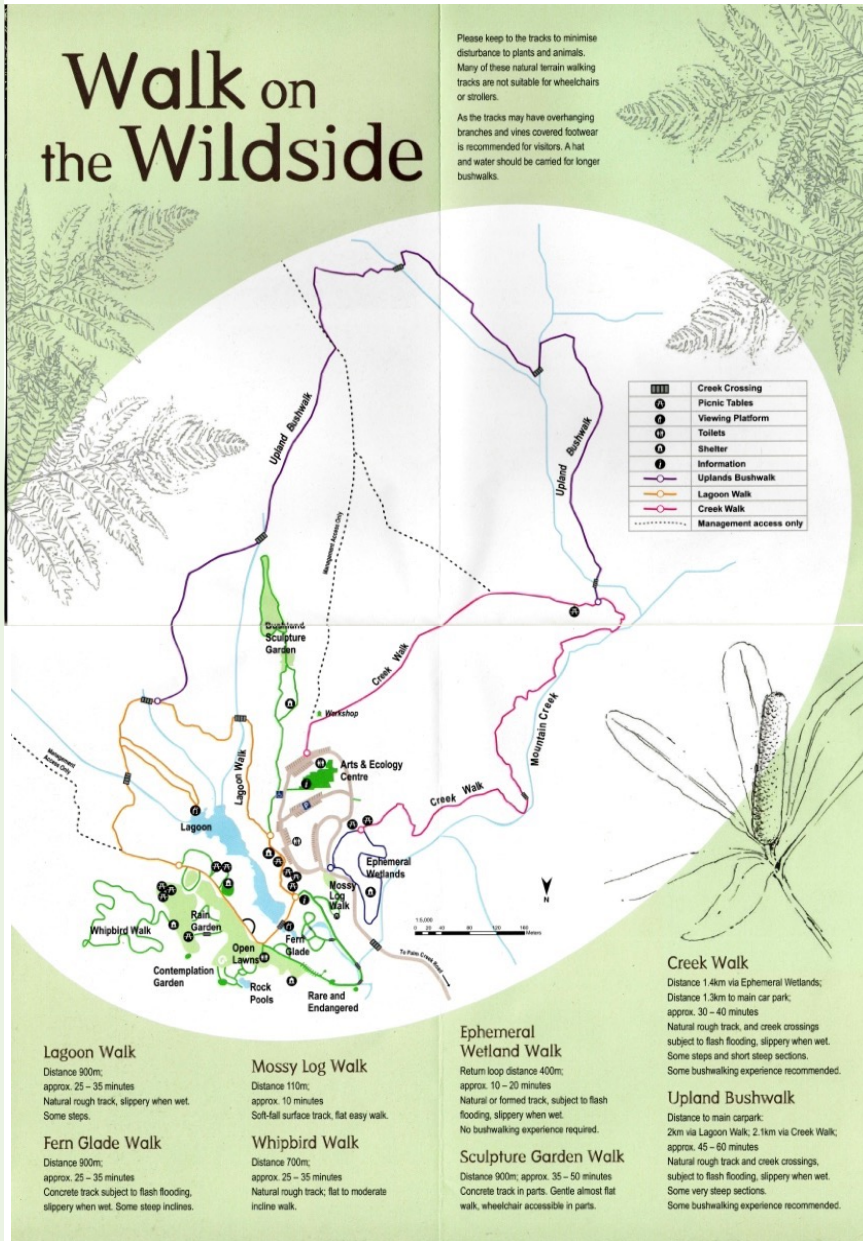 Walk on
the Wildside
Please keep to the tracks to minimise
disturbance to plants and animals.
Many of these natural terrain walking
tracks are not suitable for wheelchairs
or strollers.
As the tracks may have overhanging
branches and vines covered footwear
is recommended for visitors. A hat
and water should be carried for longer
bushwalks.
Creek Crossing
Picnic Tables
Viewing Platform
Toilets
Shelter
Information
Uplands Bushwalk
Lagoon Walk
Creek Walk
Management access only
Upland Bushwalk
Upland Bushwalk
Management Access Only
Bushland
Sculpture
Garden
Creek Walk
Workshop
Mountain Creek
Management
Access Only
Lagoon Walk
Arts & Ecology
Centre
Creek Walk
Lagoon
Ephemeral
Wetlands
Mossy
Log
Walk
N
1:5,000
0 20 40 80 120 160
Meters
Rain
Garden
Whipbird Walk
Open
Lawns
Fern
Glade
To Palm Creek Road
Contemplation
Garden
Rock
Pools
Rare and
Endangered
Lagoon Walk
Distance 900m;
approx. 25 – 35 minutes
Natural rough track, slippery when wet.
Some steps.
Fern Glade Walk
Distance 900m;
approx. 25 – 35 minutes
Concrete track subject to flash flooding,
slippery when wet. Some steep inclines.
Mossy Log Walk
Distance 110m;
approx. 10 minutes
Soft-fall surface track, flat easy walk.
Whipbird Walk
Distance 700m;
approx. 25 – 35 minutes
Natural rough track; flat to moderate
incline walk.
Ephemeral
Wetland Walk
Return loop distance 400m;
approx. 10 – 20 minutes
Natural or formed track, subject to flash
flooding, slippery when wet.
No bushwalking experience required.
Sculpture Garden Walk
Distance 900m; approx. 35 – 50 minutes
Concrete track in parts. Gentle almost flat
walk, wheelchair accessible in parts.
Creek Walk
Distance 1.4km via Ephemeral Wetlands;
Distance 1.3km to main car park;
approx. 30 – 40 minutes
Natural rough track, and creek crossings
subject to flash flooding, slippery when wet.
Some steps and short steep sections.
Some bushwalking experience recommended.
Upland Bushwalk
Distance to main carpark:
2km via Lagoon Walk; 2.1km via Creek Walk;
approx. 45 – 60 minutes
Natural rough track and creek crossings,
subject to flash flooding, slippery when wet.
Some very steep sections.
Some bushwalking experience recommended.